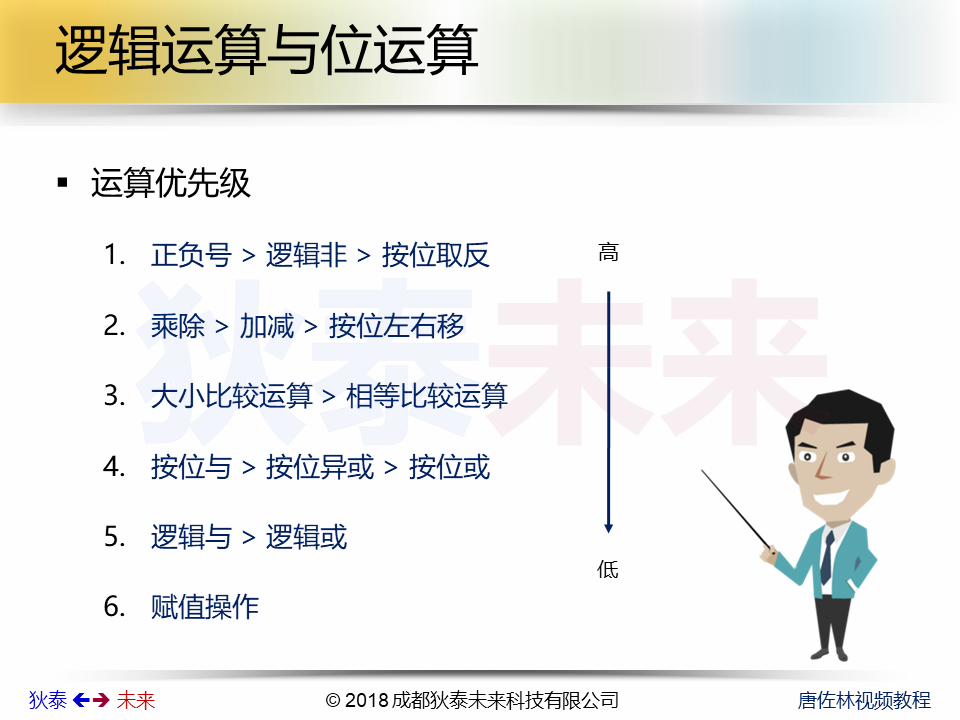 逻辑运算与位运算
▪ 运算优先级
1. 正负号 > 逻辑非 > 按位取反
高
2. 乘除 > 加减 > 按位左右移
3. 大小比较运算 > 相等比较运算
4. 按位与 > 按位异或 > 按位或
5. 逻辑与 > 逻辑或
低
6. 赋值操作
狄泰未来
狄泰 未来
© 2018 成都狄泰未来科技有限公司
唐佐林视频教程